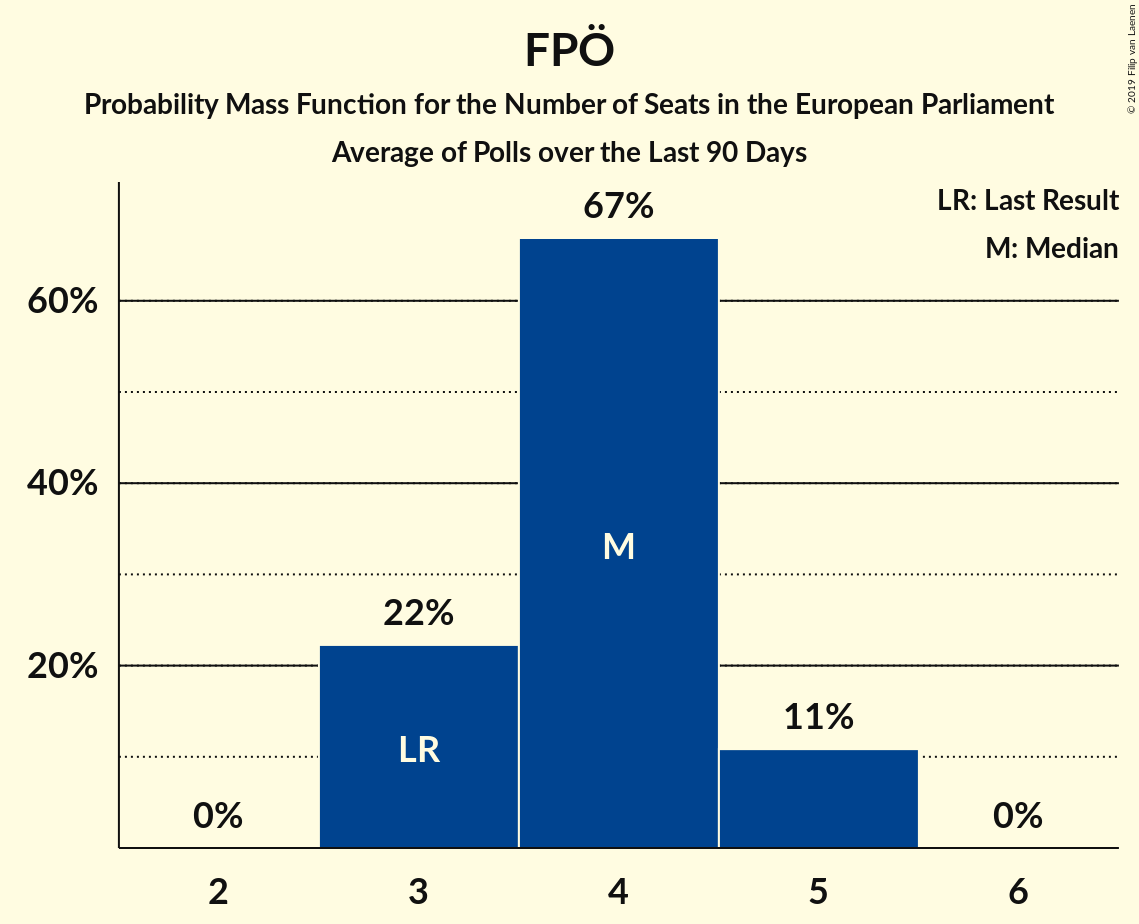 FPÖ
Probability Mass Function for the Number of Seats in the European Parliament
Average of Polls over the Last 90 Days
© 2019 Filip van Laenen
LR: Last Result
M: Median
67%
60%
40%
M
22%
20%
11%
LR
0%
0%
2 3 4 5 6